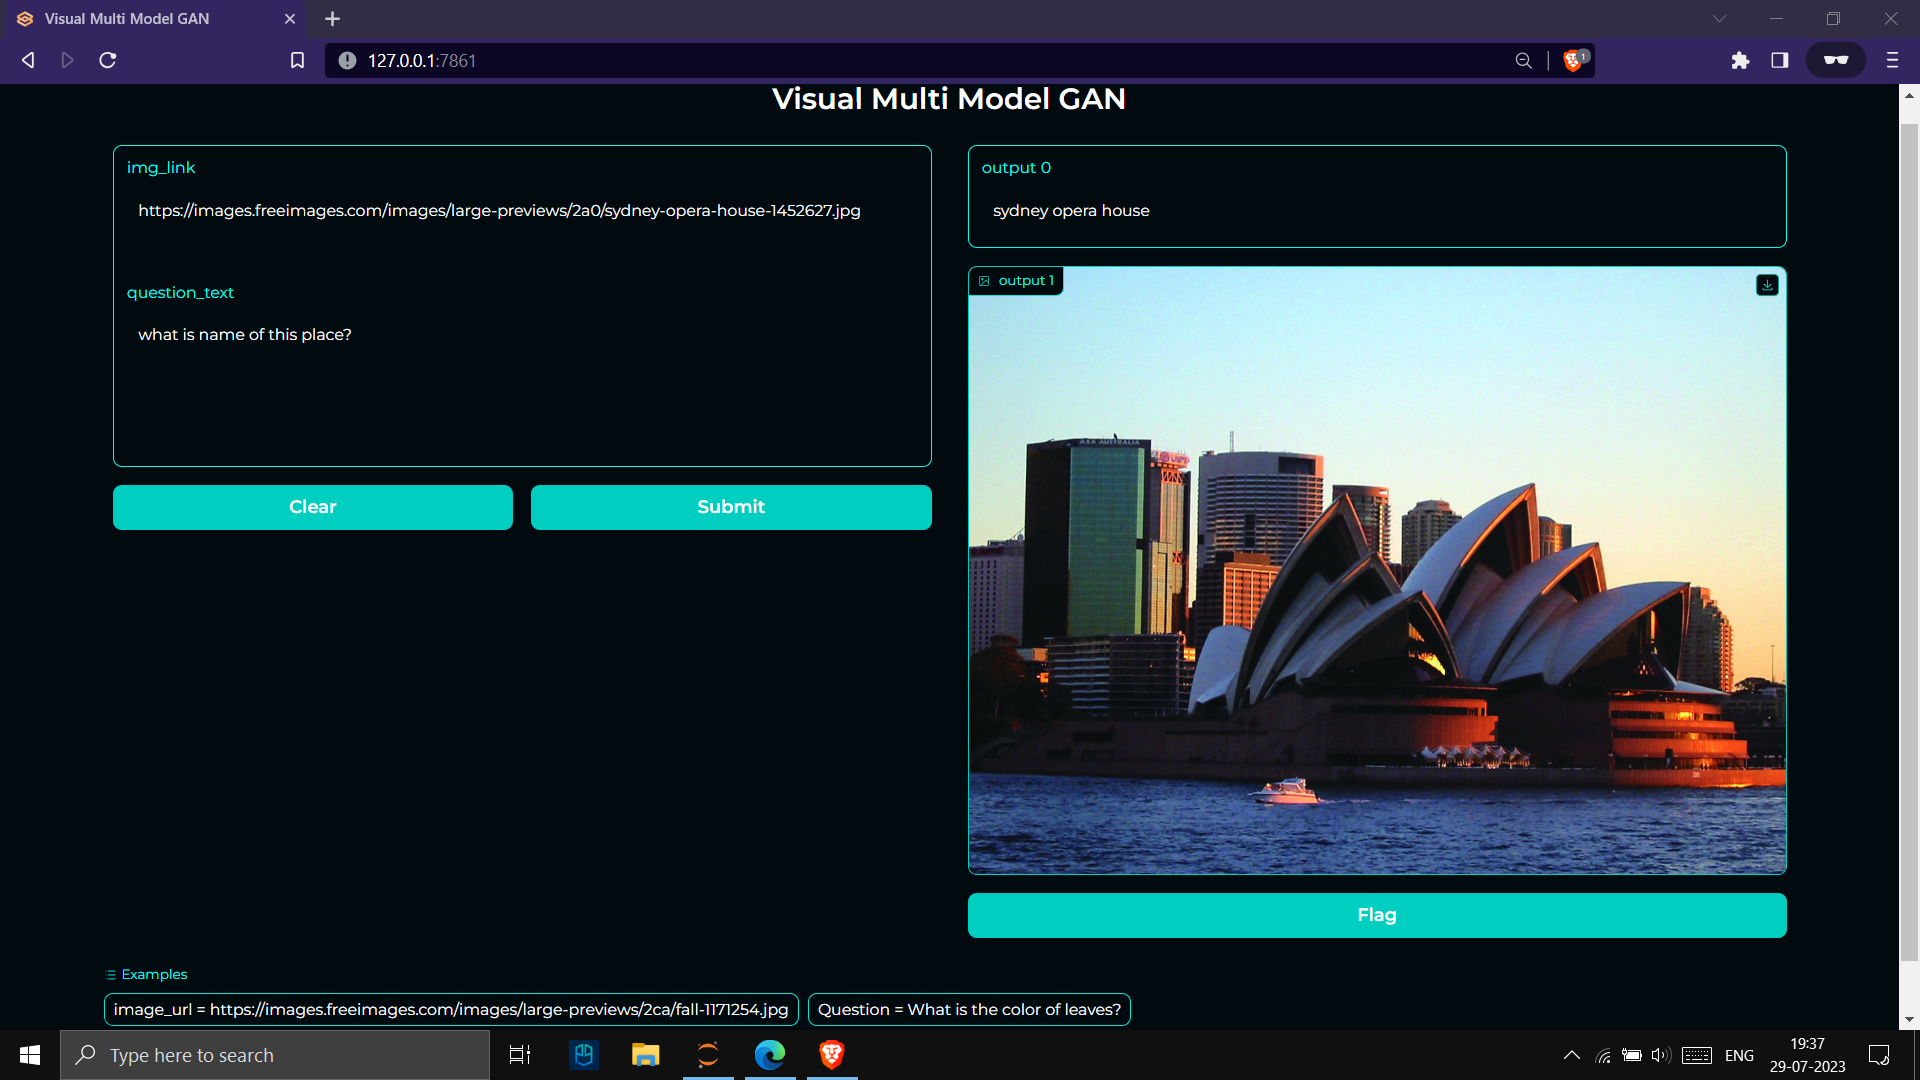 Visual Multi Model GAN
127.0.0.1:7861
1
Visual Multi Model GAN
img_link
https://images.freeimages.com/images/large-previews/2a0/sydney-opera-house-1452627.jpg
question_text
what is name of this place?
Clear
Submit
output 0
sydney opera house
output 1
AXA AUSTRALIA
Flag
Examples
image_url = https://images.freeimages.com/images/large-previews/2ca/fall-1171254.jpg
Question = What is the color of leaves?
Type here to search
ENG
19:37
29-07-2023